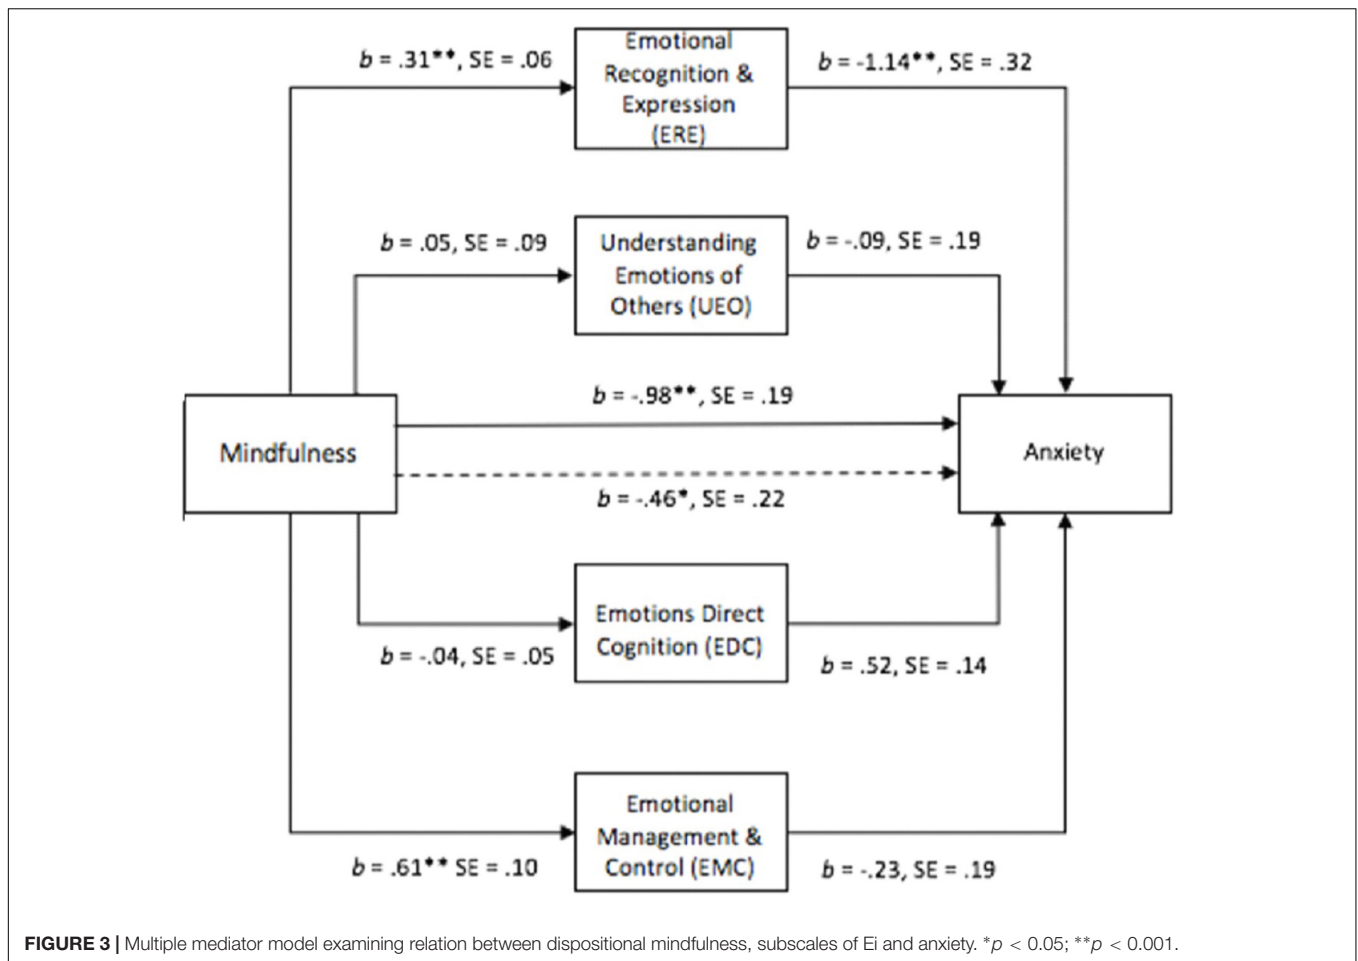 b = .31**, SE = .06
Emotional
Recognition &
Expression
(ERE)
b = -1.14**, SE = .32
b = .05, SE = .09
Understanding
Emotions of
Others (UEO)
b = -.09, SE = .19
Mindfulness
b = -.98**, SE = .19
b = -.46*, SE = .22
Anxiety
b = -.04, SE = .05
Emotions Direct
Cognition (EDC)
b = .52, SE = .14
b = .61** SE = .10
Emotional
Management &
Control (EMC)
b = -.23, SE = .19
FIGURE 3 | Multiple mediator model examining relation between dispositional mindfulness, subscales of Ei and anxiety. *p < 0.05; **p < 0.001.